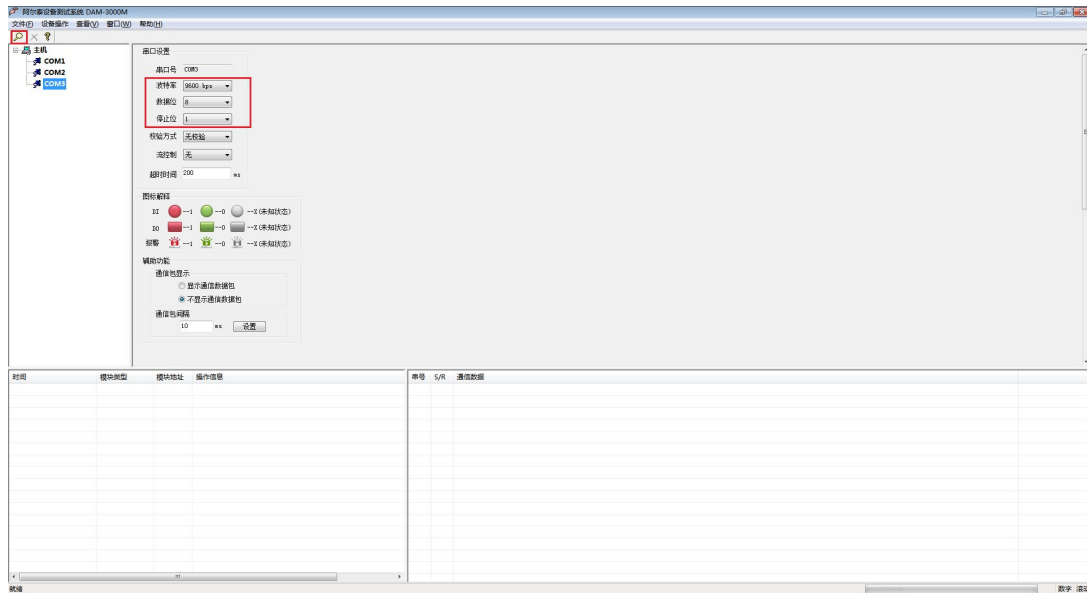 阿尔泰设备测试系统 DAM-3000M
文件(F) 设备操作 查看(V) 窗口(W) 帮助(H)
主机
COM1
COM2
COM3
串口设置
串口号 COM3
波特率 9600 bps
数据位 8
停止位 1
校验方式 无校验
流控制 无
超时时间 200 ms
图标解释
DI --1 --0 --X(未知状态)
DO --1 --0 --X(未知状态)
报警 --1 --0 --X(未知状态)
辅助功能
通信包显示
显示通信数据包
不显示通信数据包
通信包间隔
10 ms 设置
时间 模块类型 模块地址 操作信息
串号 S/R 通信数据
就绪 数字 滚动